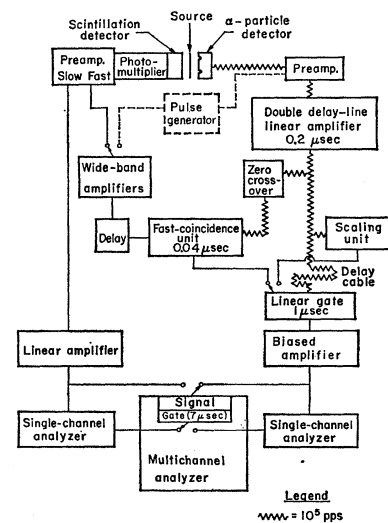 Source
Scintillation
detector
α-particle
detector
Preamp.
Slow Fast
Photo-
multiplier
Preamp.
Pulse
generator
Double delay-line
linear amplifier
0.2 μsec
Wide-band
amplifiers
Zero
cross-
over
Delay
Fast-coincidence
unit
0.04 μsec
Scaling
unit
Delay
cable
Linear gate
1 μsec
Linear amplifier
Biased
amplifier
Signal
Gate (7 μsec)
Single-channel
analyzer
Single-channel
analyzer
Multichannel
analyzer
Legend
= 10⁵ pps